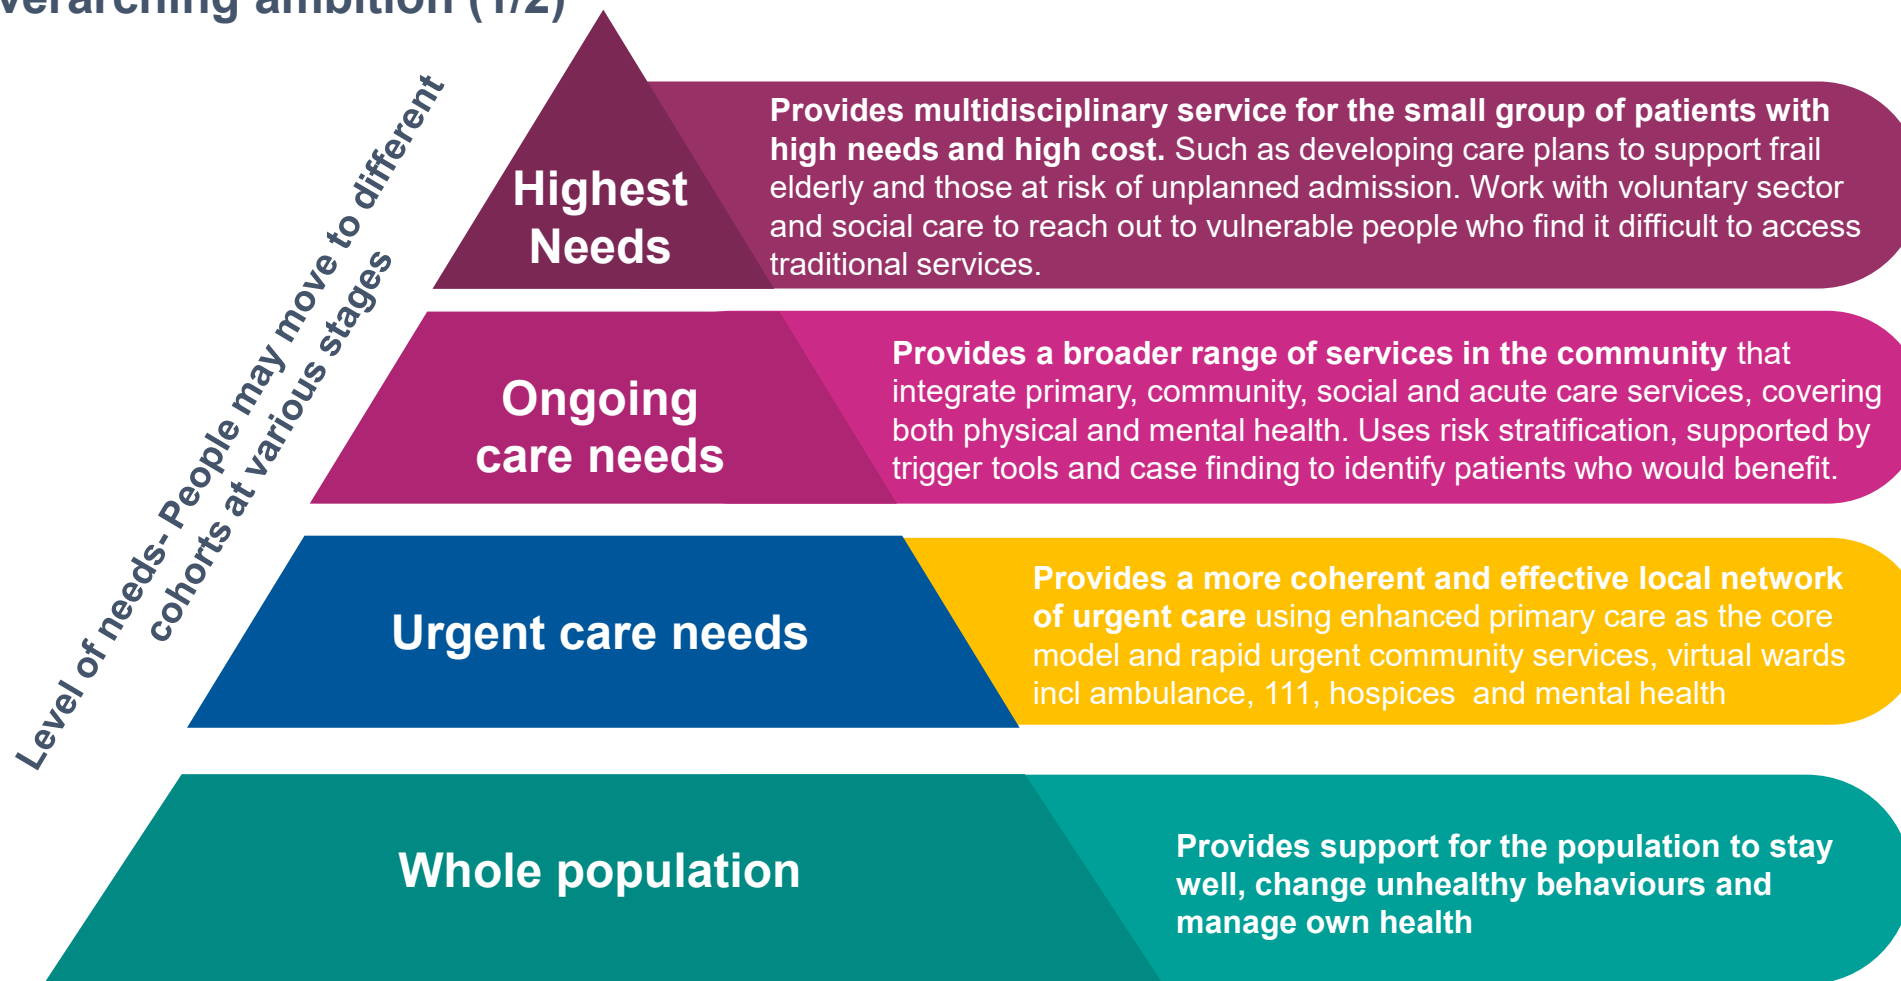 verarching ambition (1/2)
Level of needs- People may move to different
cohorts at various stages
Highest
Needs
Provides multidisciplinary service for the small group of patients with
high needs and high cost. Such as developing care plans to support frail
elderly and those at risk of unplanned admission. Work with voluntary sector
and social care to reach out to vulnerable people who find it difficult to access
traditional services.
Ongoing
care needs
Provides a broader range of services in the community that
integrate primary, community, social and acute care services, covering
both physical and mental health. Uses risk stratification, supported by
trigger tools and case finding to identify patients who would benefit.
Urgent care needs
Provides a more coherent and effective local network
of urgent care using enhanced primary care as the core
model and rapid urgent community services, virtual wards
incl ambulance, 111, hospices  and mental health
Whole population
Provides support for the population to stay
well, change unhealthy behaviours and
manage own health